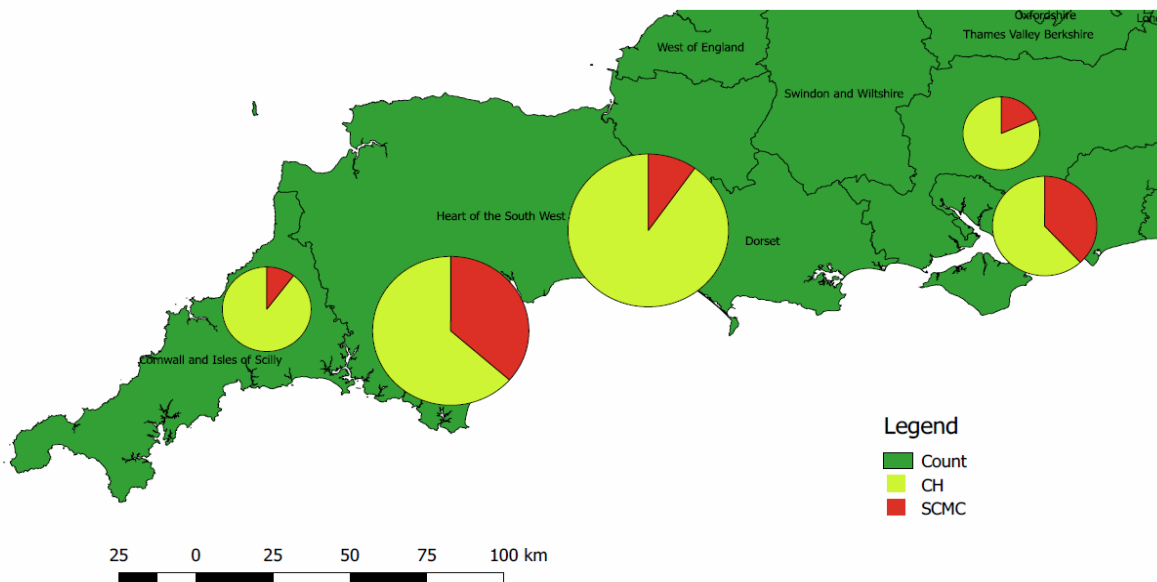 Oxfordshire
West of England
Thames Valley Berkshire
Swindon and Wiltshire
Heart of the South West
Dorset
Cornwall and Isles of Scilly
Legend
Count
CH
SCMC
25 0 25 50 75 100 km